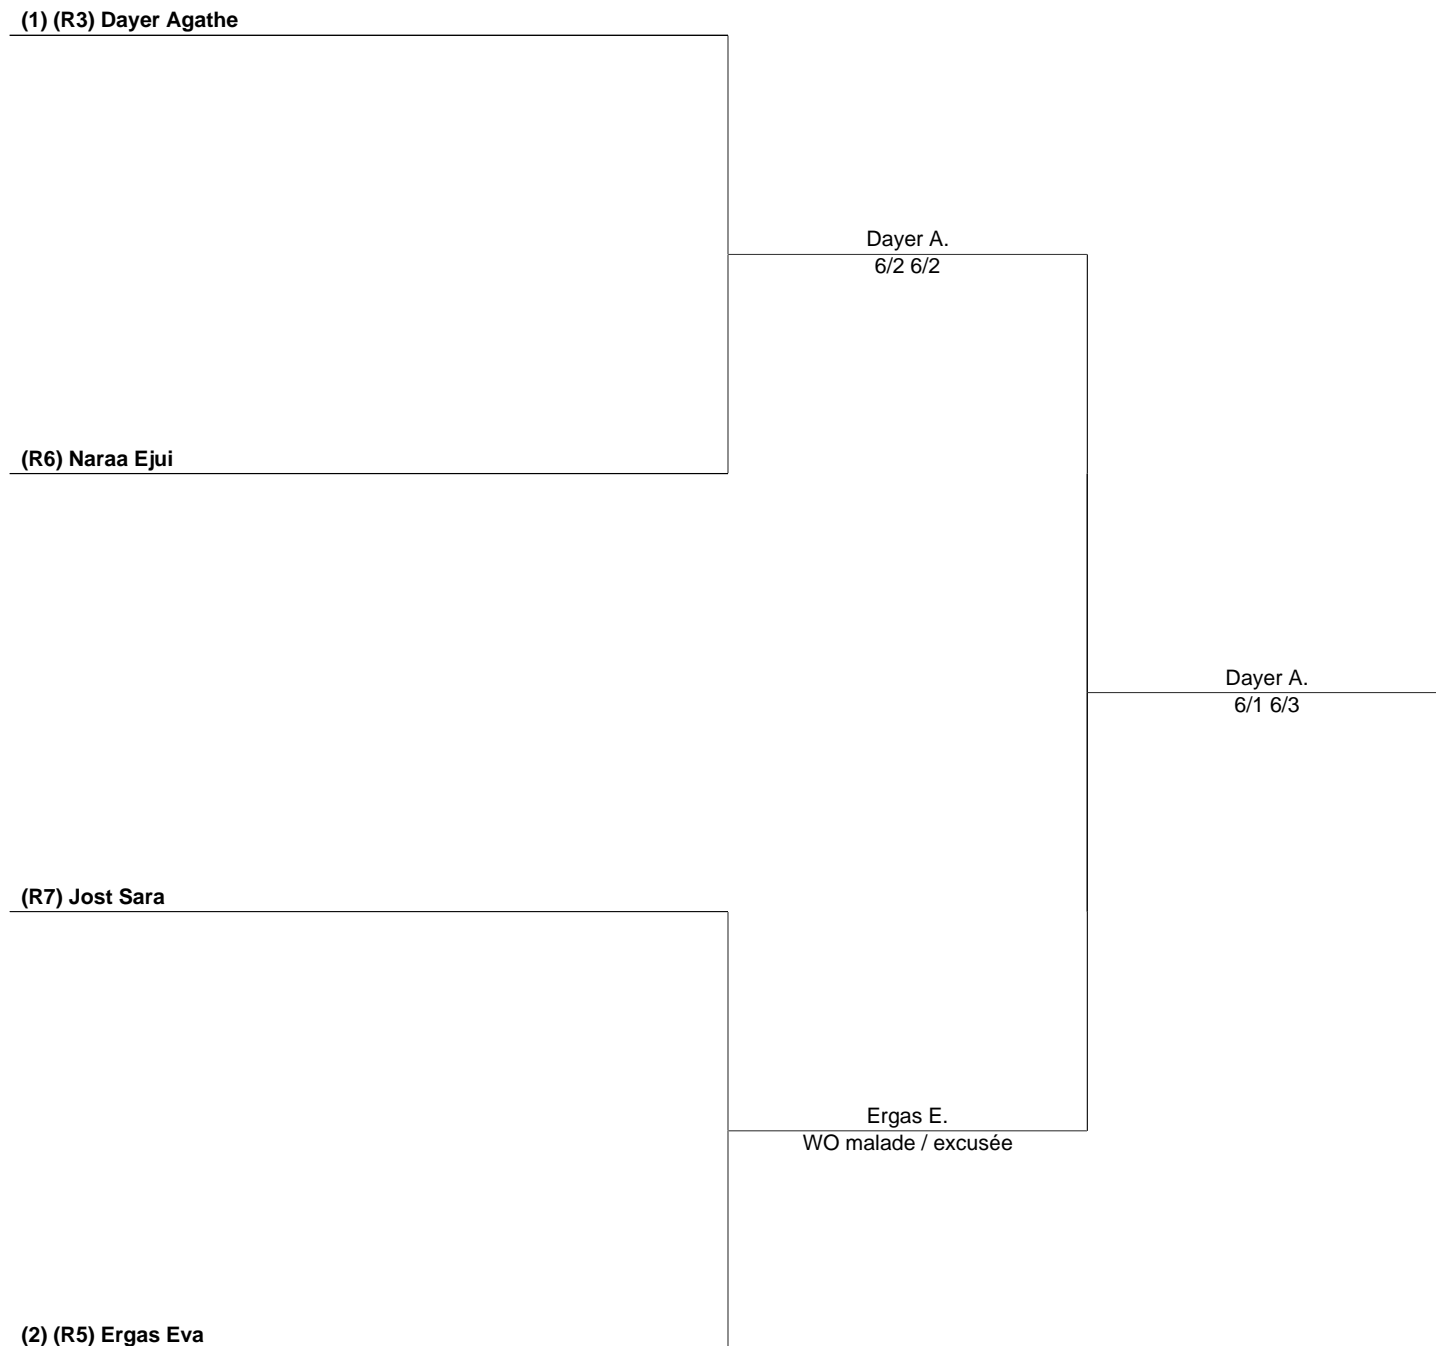 (1) (R3) Dayer Agathe
Dayer A.
6/2 6/2
(R6) Naraa Ejui
Dayer A.
6/1 6/3
(R7) Jost Sara
Ergas E.
WO malade / excusée
(2) (R5) Ergas Eva